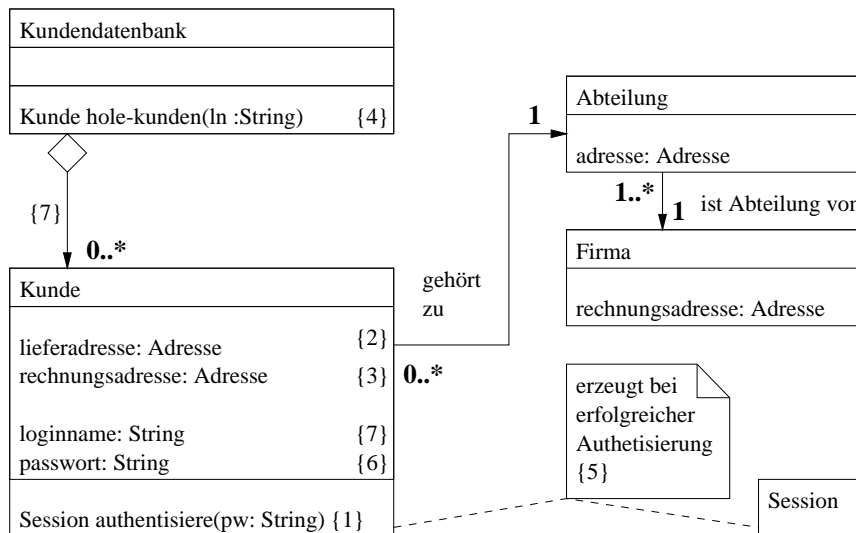 Kundendatenbank
Kunde hole-kunden(ln :String) {4}
{7}
0..*
Kunde
lieferadresse: Adresse {2}
rechnungsadresse: Adresse {3}
loginname: String {7}
passwort: String {6}
Session authentisiere(pw: String) {1}
gehört
zu
0..*
1
Abteilung
adresse: Adresse
1..*
1
ist Abteilung von
Firma
rechnungsadresse: Adresse
erzeugt bei
erfolgreicher
Authetisierung
{5}
Session